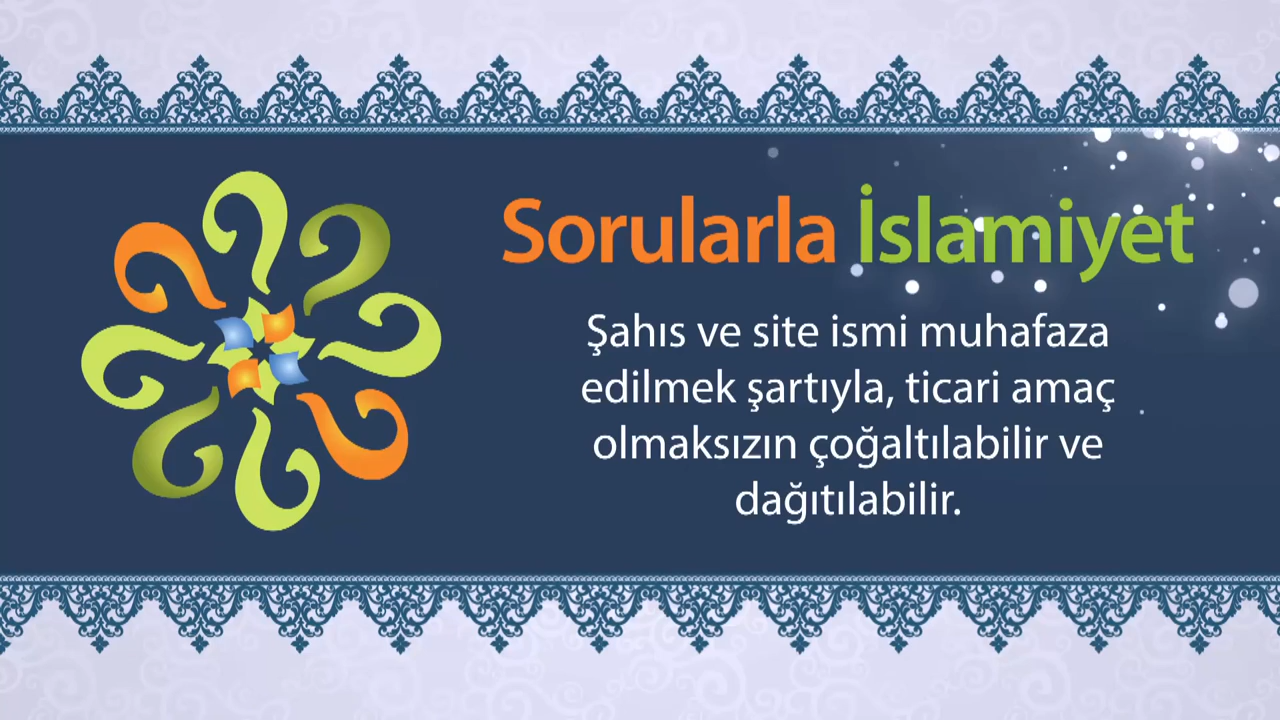 Sorularla İslamiyet
Şahıs ve site ismi muhafaza
edilmek şartıyla, ticari amaç
olmaksızın çoğaltılabilir ve
dağıtılabilir.